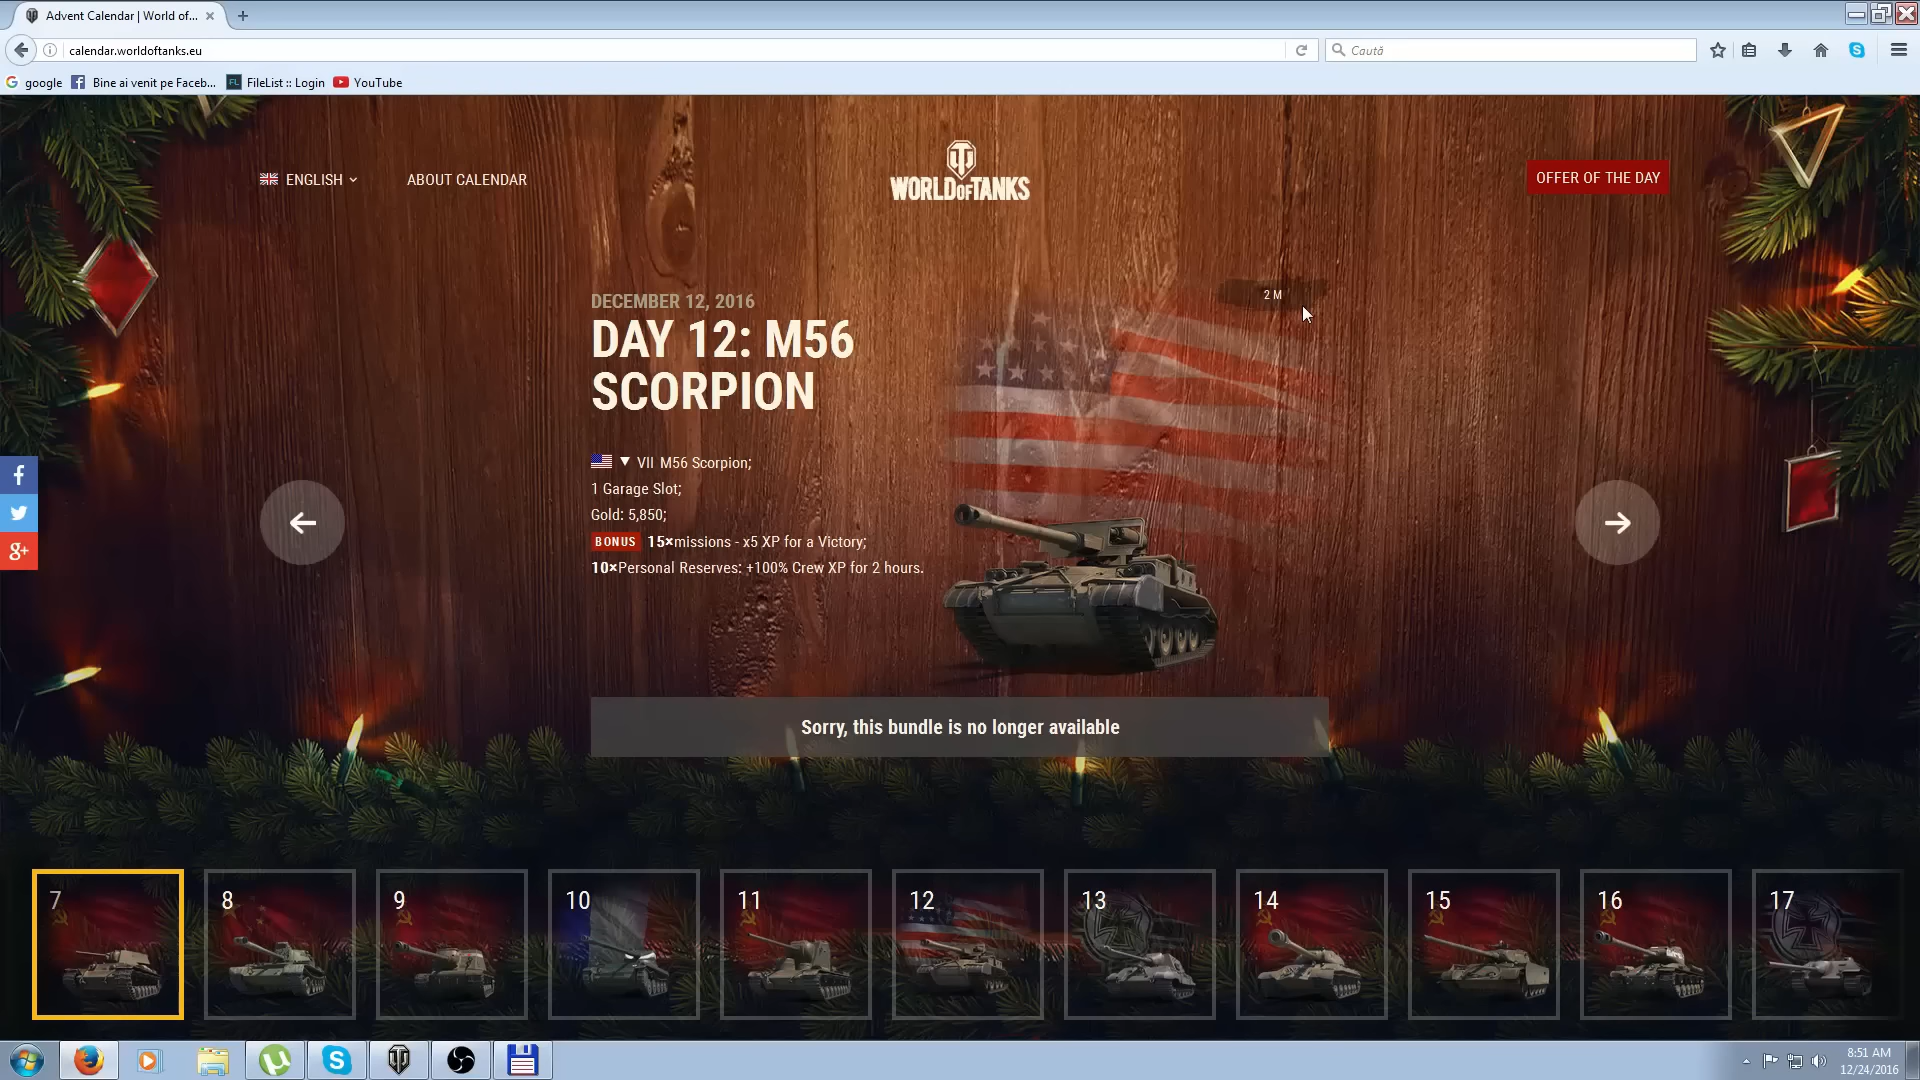 Advent Calendar | World of...
calendar.worldoftanks.eu
Caută
google
Bine ai venit pe Faceb...
FL
FileList :: Login
YouTube
ENGLISH
ABOUT CALENDAR
WORLD OF TANKS
OFFER OF THE DAY
DECEMBER 12, 2016
2 M
DAY 12: M56
SCORPION
VII M56 Scorpion;
1 Garage Slot;
Gold: 5,850;
BONUS 15×missions - x5 XP for a Victory;
10×Personal Reserves: +100% Crew XP for 2 hours.
Sorry, this bundle is no longer available
7
8
9
10
11
12
13
14
15
16
17
8:51 AM
12/24/2016